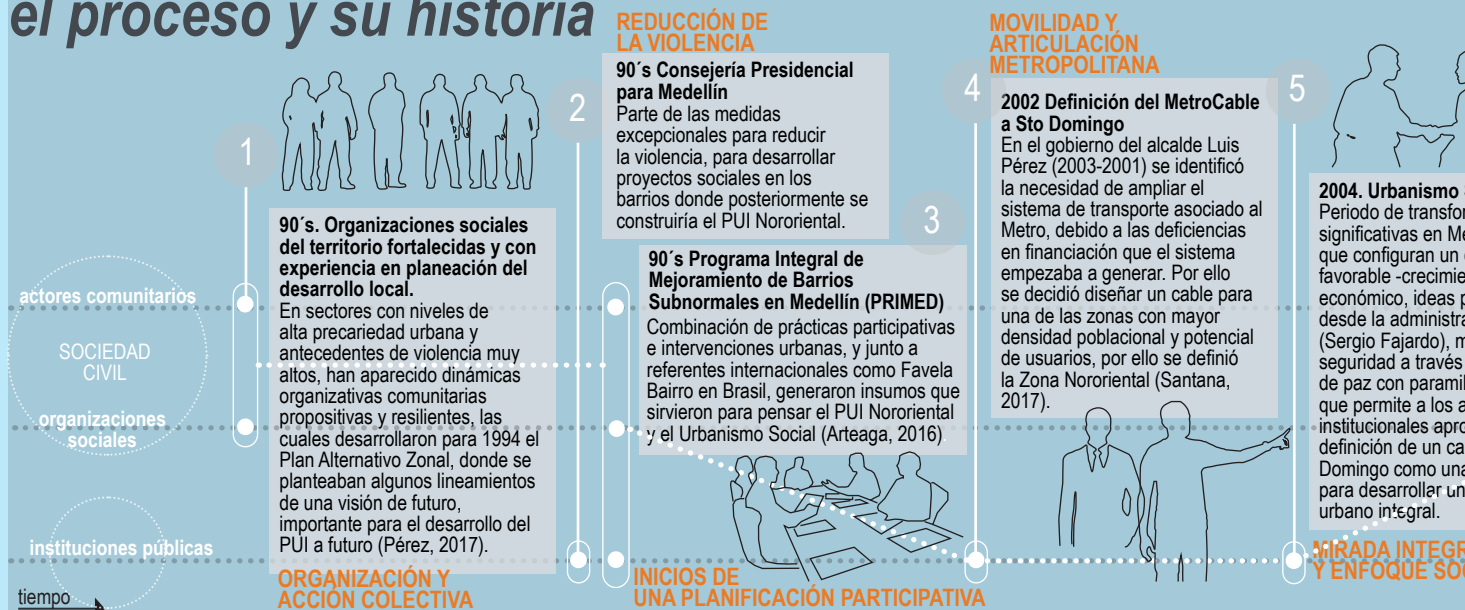 el proceso y su historia
actores comunitarios
SOCIEDAD
CIVIL
organizaciones
sociales
instituciones públicas
tiempo
1
90´s. Organizaciones sociales
del territorio fortalecidas y con
experiencia en planeación del
desarrollo local.
En sectores con niveles de
alta precariedad urbana y
antecedentes de violencia muy
altos, han aparecido dinámicas
organizativas comunitarias
propositivas y resilientes, las
cuales desarrollaron para 1994 el
Plan Alternativo Zonal, donde se
planteaban algunos lineamientos
de una visión de futuro,
importante para el desarrollo del
PUI a futuro (Pérez, 2017).
ORGANIZACIÓN Y
ACCIÓN COLECTIVA
2
REDUCCIÓN DE
LA VIOLENCIA
90´s Consejería Presidencial
para Medellín
Parte de las medidas
excepcionales para reducir
la violencia, para desarrollar
proyectos sociales en los
barrios donde posteriormente se
construiría el PUI Nororiental.
3
90´s Programa Integral de
Mejoramiento de Barrios
Subnormales en Medellín (PRIMED)
Combinación de prácticas participativas
e intervenciones urbanas, y junto a
referentes internacionales como Favela
Bairro en Brasil, generaron insumos que
sirvieron para pensar el PUI Nororiental
y el Urbanismo Social (Arteaga, 2016)
INICIOS DE
UNA PLANIFICACIÓN PARTICIPATIVA
4
MOVILIDAD Y
ARTICULACIÓN
METROPOLITANA
2002 Definición del MetroCable
a Sto Domingo
En el gobierno del alcalde Luis
Pérez (2003-2001) se identificó
la necesidad de ampliar el
sistema de transporte asociado al
Metro, debido a las deficiencias
en financiación que el sistema
empezaba a generar. Por ello
se decidió diseñar un cable para
una de las zonas con mayor
densidad poblacional y potencial
de usuarios, por ello se definió
la Zona Nororiental (Santana,
2017).
5
2004. Urbanismo
Periodo de
significativas en
que configuran un
favorable
económico, ideas
desde la
(Sergio Fajardo),
seguridad a través
de paz con
que permite a los
institucionales
definición de un
Domingo como una
para desarrollar un
urbano integral.
MIRADA
Y ENFOQUE